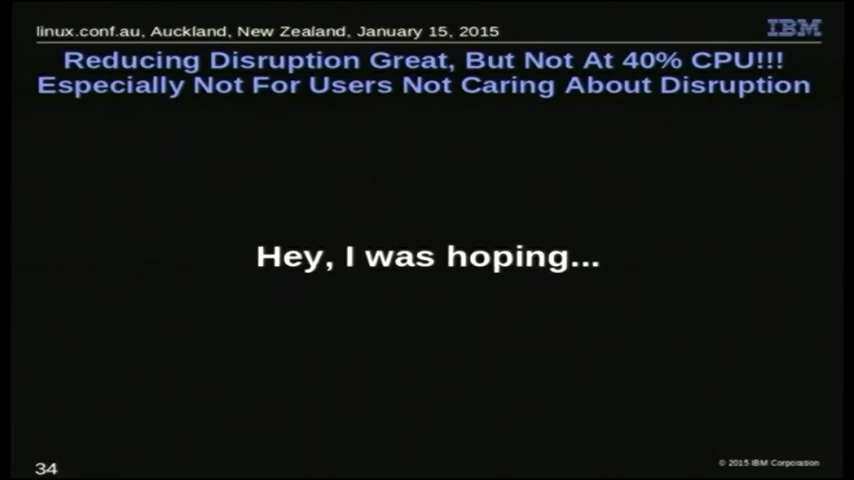 linux.conf.au, Auckland, New Zealand, January 15, 2015
IBM
Reducing Disruption Great, But Not At 40% CPU!!!
Especially Not For Users Not Caring About Disruption
Hey, I was hoping...
34
© 2015 IBM Corporation